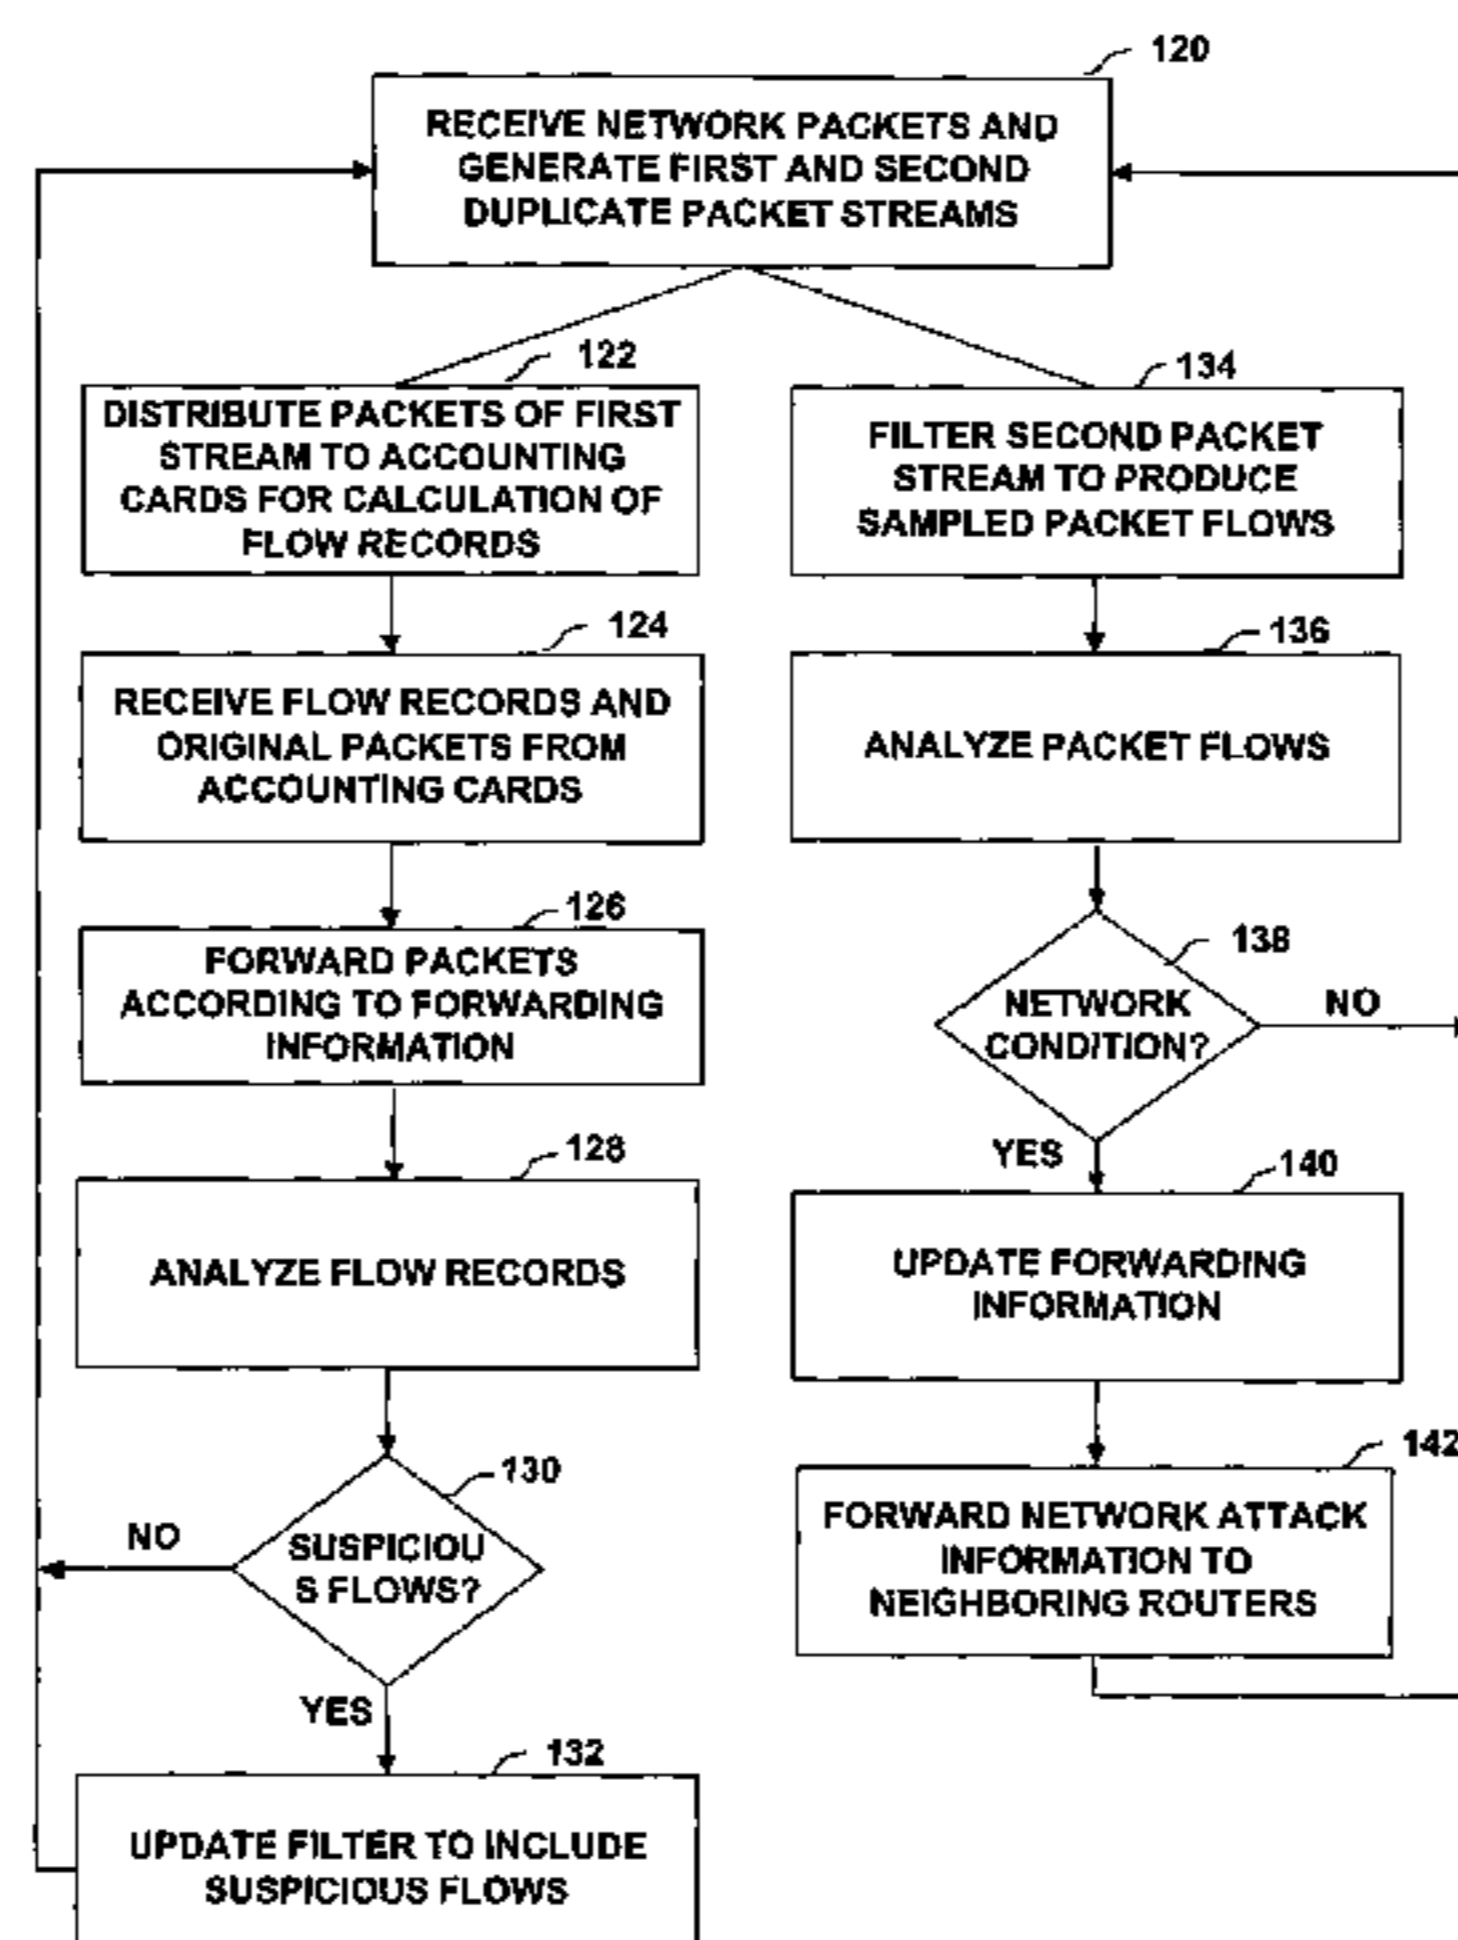 120
RECEIVE NETWORK PACKETS AND
GENERATE FIRST AND SECOND
DUPLICATE PACKET STREAMS
122
DISTRIBUTE PACKETS OF FIRST
STREAM TO ACCOUNTING
CARDS FOR CALCULATION OF
FLOW RECORDS
124
RECEIVE FLOW RECORDS AND
ORIGINAL PACKETS FROM
ACCOUNTING CARDS
126
FORWARD PACKETS
ACCORDING TO FORWARDING
INFORMATION
128
ANALYZE FLOW RECORDS
130
SUSPICIOU
S FLOWS?
NO
YES
132
UPDATE FILTER TO INCLUDE
SUSPICIOUS FLOWS
134
FILTER SECOND PACKET
STREAM TO PRODUCE
SAMPLED PACKET FLOWS
136
ANALYZE PACKET FLOWS
138
NETWORK
CONDITION?
NO
YES
140
UPDATE FORWARDING
INFORMATION
142
FORWARD NETWORK ATTACK
INFORMATION TO
NEIGHBORING ROUTERS